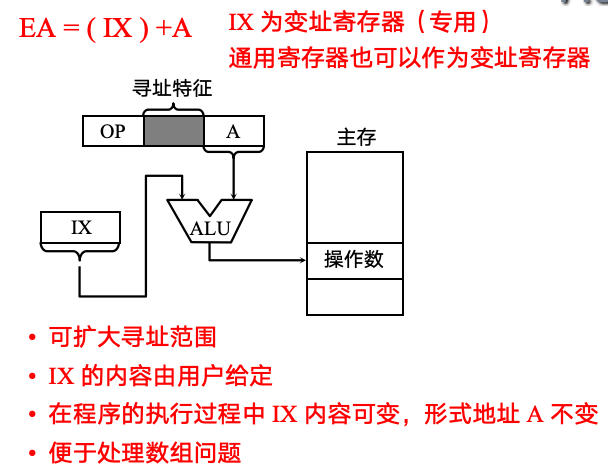 EA = ( IX ) +A
IX 为变址寄存器（专用）
通用寄存器也可以作为变址寄存器
寻址特征
OP
A
主存
IX
ALU
操作数
• 可扩大寻址范围
• IX 的内容由用户给定
• 在程序的执行过程中 IX 内容可变，形式地址 A 不变
• 便于处理数组问题